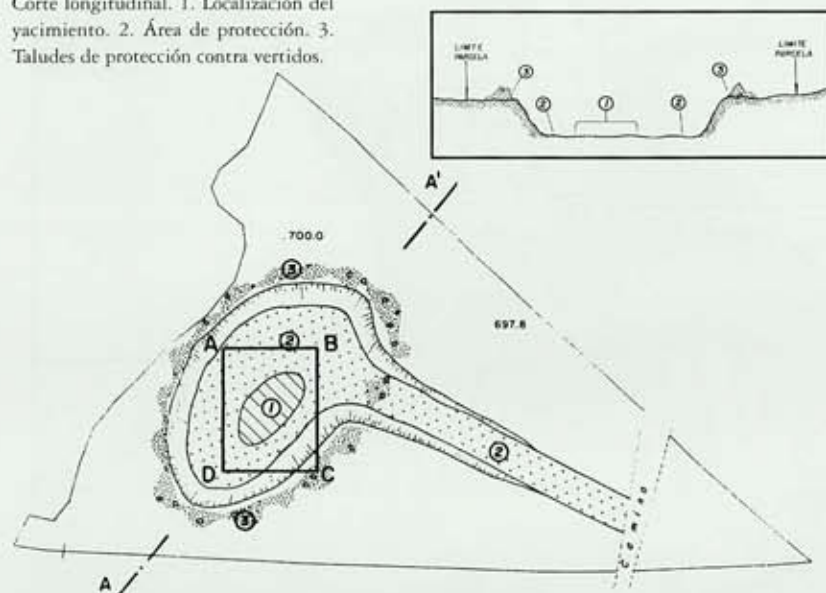 Corte longitudinal. 1. Localización del
yacimiento. 2. Área de protección. 3.
Taludes de protección contra vertidos.
LIMITE
PARCELA
LIMITE
PARCELA
3
3
2
1
2
A'
700.0
3
697.8
A
2
B
1
2
D
C
3
Camino
A